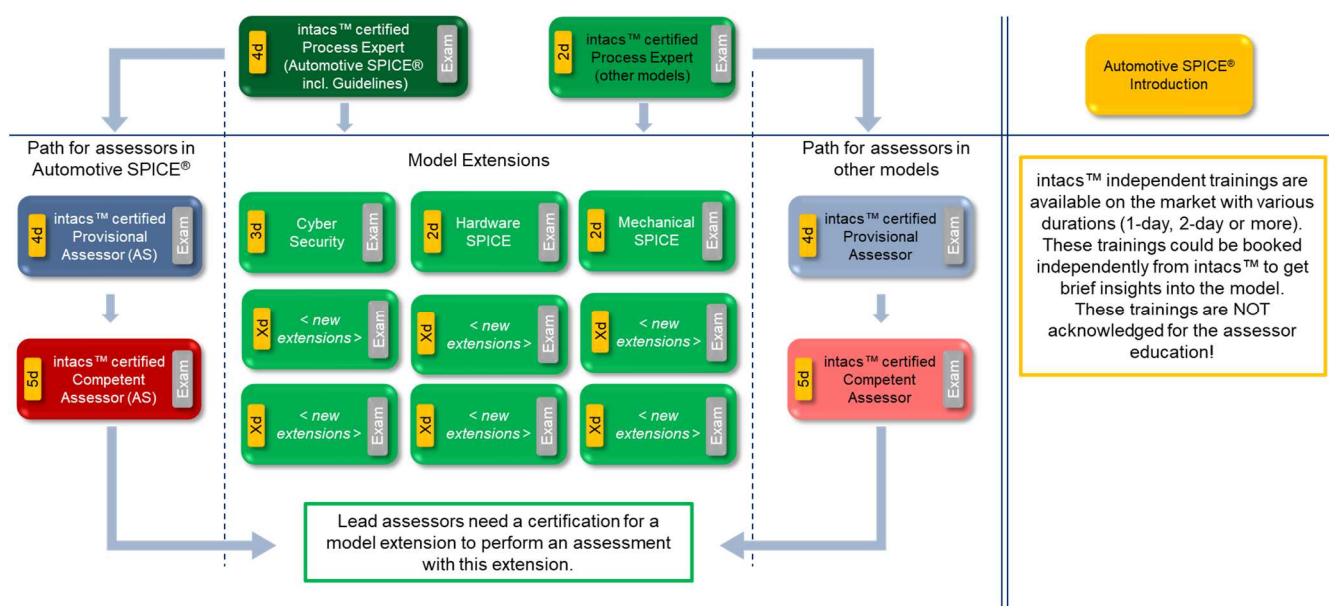 4d
intacs™ certified
Process Expert
(Automotive SPICE®
incl. Guidelines)
Exam
2d
intacs™ certified
Process Expert
(other models)
Exam
Automotive SPICE®
Introduction
Path for assessors in
Automotive SPICE®
Model Extensions
Path for assessors in
other models
4d
intacs™ certified
Provisional
Assessor (AS)
Exam
3d
Cyber
Security
Exam
2d
Hardware
SPICE
Exam
2d
Mechanical
SPICE
Exam
4d
intacs™ certified
Provisional
Assessor
Exam
intacs™ independent trainings are
available on the market with various
durations (1-day, 2-day or more).
These trainings could be booked
independently from intacs™ to get
brief insights into the model.
These trainings are NOT
acknowledged for the assessor
education!
Xd
< new
extensions >
Exam
Xd
< new
extensions >
Exam
Xd
< new
extensions >
Exam
5d
intacs™ certified
Competent
Assessor (AS)
Exam
5d
intacs™ certified
Competent
Assessor
Exam
Xd
< new
extensions >
Exam
Xd
< new
extensions >
Exam
Xd
< new
extensions >
Exam
Lead assessors need a certification for a
model extension to perform an assessment
with this extension.